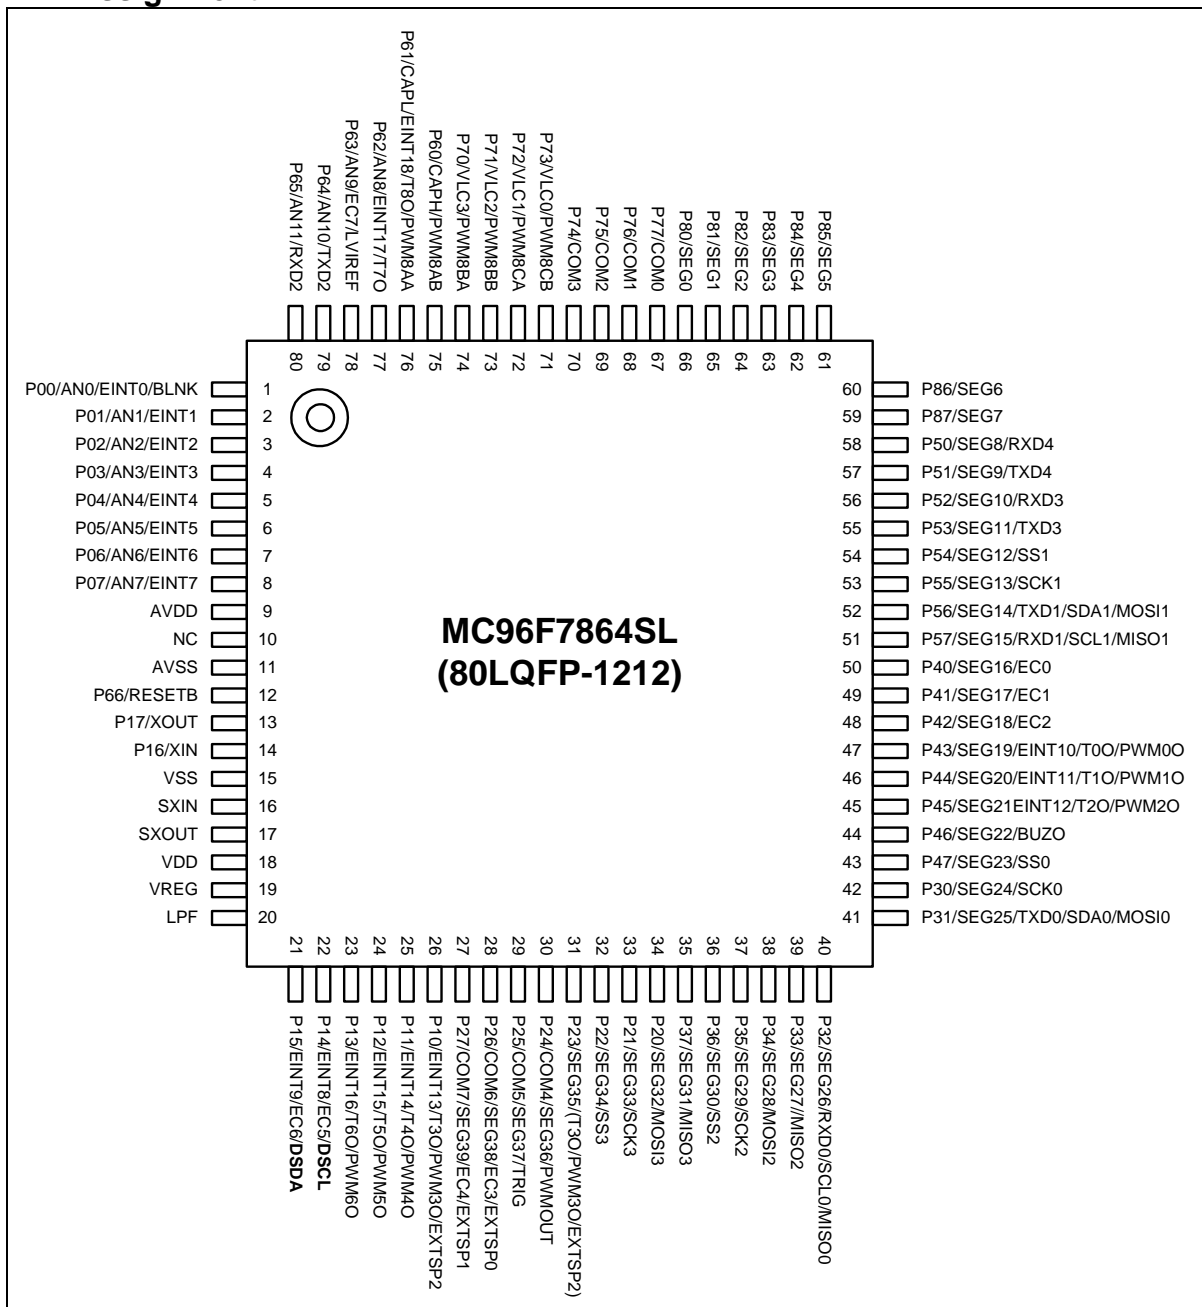 P65/AN11/RXD2
P64/AN10/TXD2
P63/AN9/EC7/LVIREF
P62/AN8/EINT17/T7O
P61/CAPL/EINT18/T8O/PWM8AA
P60/CAPH/PWM8AB
P70/VLC3/PWM8BA
P71/VLC2/PWM8BB
P72/VLC1/PWM8CA
P73/VLC0/PWM8CB
P74/COM3
P75/COM2
P76/COM1
P77/COM0
P80/SEG0
P81/SEG1
P82/SEG2
P83/SEG3
P84/SEG4
P85/SEG5
80 79 78 77 76 75 74 73 72 71 70 69 68 67 66 65 64 63 62 61
P00/AN0/EINT0/BLNK 1
P01/AN1/EINT1 2
P02/AN2/EINT2 3
P03/AN3/EINT3 4
P04/AN4/EINT4 5
P05/AN5/EINT5 6
P06/AN6/EINT6 7
P07/AN7/EINT7 8
AVDD 9
NC 10
AVSS 11
P66/RESETB 12
P17/XOUT 13
P16/XIN 14
VSS 15
SXIN 16
SXOUT 17
VDD 18
VREG 19
LPF 20
MC96F7864SL
(80LQFP-1212)
60 P86/SEG6
59 P87/SEG7
58 P50/SEG8/RXD4
57 P51/SEG9/TXD4
56 P52/SEG10/RXD3
55 P53/SEG11/TXD3
54 P54/SEG12/SS1
53 P55/SEG13/SCK1
52 P56/SEG14/TXD1/SDA1/MOSI1
51 P57/SEG15/RXD1/SCL1/MISO1
50 P40/SEG16/EC0
49 P41/SEG17/EC1
48 P42/SEG18/EC2
47 P43/SEG19/EINT10/T0O/PWM0O
46 P44/SEG20/EINT11/T1O/PWM1O
45 P45/SEG21EINT12/T2O/PWM2O
44 P46/SEG22/BUZO
43 P47/SEG23/SS0
42 P30/SEG24/SCK0
41 P31/SEG25/TXD0/SDA0/MOSI0
21 22 23 24 25 26 27 28 29 30 31 32 33 34 35 36 37 38 39 40
P15/EINT9/EC6/DSDA
P14/EINT8/EC5/DSCL
P13/EINT16/T6O/PWM6O
P12/EINT15/T5O/PWM5O
P11/EINT14/T4O/PWM4O
P10/EINT13/T3O/PWM3O/EXTSP2
P27/COM7/SEG39/EC4/EXTSP1
P26/COM6/SEG38/EC3/EXTSP0
P25/COM5/SEG37/TRIG
P24/COM4/SEG36/PWMOUT
P23/SEG35/(T3O/PWM3O/EXTSP2)
P22/SEG34/SS3
P21/SEG33/SCK3
P20/SEG32/MOSI3
P37/SEG31/MISO3
P36/SEG30/SS2
P35/SEG29/SCK2
P34/SEG28/MOSI2
P33/SEG27//MISO2
P32/SEG26/RXD0/SCL0/MISO0